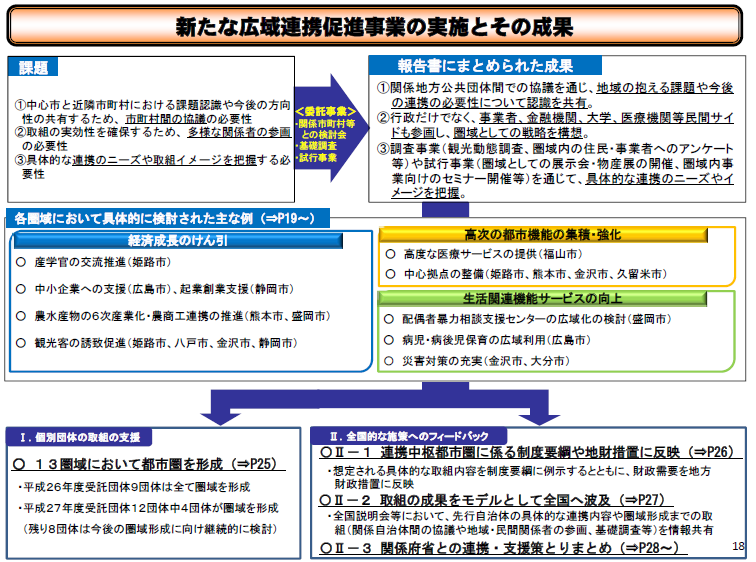 新たな広域連携促進事業の実施とその成果
課題
①中心市と近隣市町村における課題認識や今後の方向
性の共有するため、市町村間の協議の必要性
②取組の実効性を確保するため、多様な関係者の参画
の必要性
③具体的な連携のニーズや取組イメージを把握する必
要性
＜委託事業＞
・関係市町村等
との検討会
・基礎調査
・試行事業
報告書にまとめられた成果
①関係地方公共団体間での協議を通じ、地域の抱える課題や今後
の連携の必要性について認識を共有。
②行政だけでなく、事業者、金融機関、大学、医療機関等民間サイ
ドも参画し、圏域としての戦略を構想。
③調査事業（観光動態調査、圏域内の住民・事業者へのアンケート
等）や試行事業（圏域としての展示会・物産展の開催、圏域内事
業向けのセミナー開催等）を通じて、具体的な連携のニーズやイ
メージを把握。
各圏域において具体的に検討された主な例（⇒P19～）
経済成長のけん引
○ 産学官の交流推進（姫路市）
○ 中小企業への支援（広島市）、起業創業支援（静岡市）
○ 農水産物の６次産業化・農商工連携の推進（熊本市、盛岡市）
○ 観光客の誘致促進（姫路市、八戸市、金沢市、静岡市）
高次の都市機能の集積・強化
○ 高度な医療サービスの提供（福山市）
○ 中心拠点の整備（姫路市、熊本市、金沢市、久留米市）
生活関連機能サービスの向上
○ 配偶者暴力相談支援センターの広域化の検討（盛岡市）
○ 病児・病後児保育の広域利用（広島市）
○ 災害対策の充実（金沢市、大分市）
Ⅰ．個別団体の取組の支援
○ １３圏域において都市圏を形成（⇒P25）
・平成２６年度受託団体９団体は全て圏域を形成
・平成２７年度受託団体１２団体中４団体が圏域を形成
（残り８団体は今後の圏域形成に向け継続的に検討）
Ⅱ．全国的な施策へのフィードバック
○Ⅱ－１ 連携中枢都市圏に係る制度要綱や地財措置に反映（⇒P26）
・想定される具体的な取組内容を制度要綱に例示するとともに、財政需要を地方
財政措置に反映
○Ⅱ－２ 取組の成果をモデルとして全国へ波及（⇒P27）
・全国説明会等において、先行自治体の具体的な連携内容や圏域形成までの取
組（関係自治体間の協議や地域・民間関係者の参画、基礎調査等）を情報共有
○Ⅱ－３ 関係府省との連携・支援策とりまとめ（⇒P28～）
18